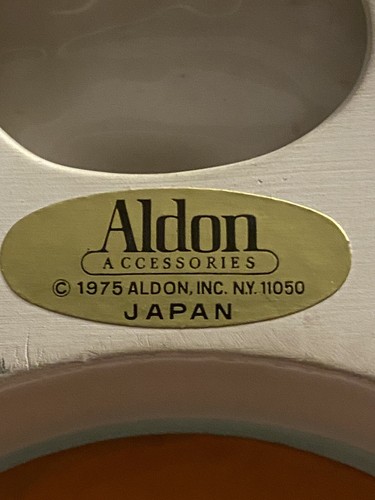 Aldon
ACCESSORIES
© 1975 ALDON, INC. N.Y. 11050
JAPAN